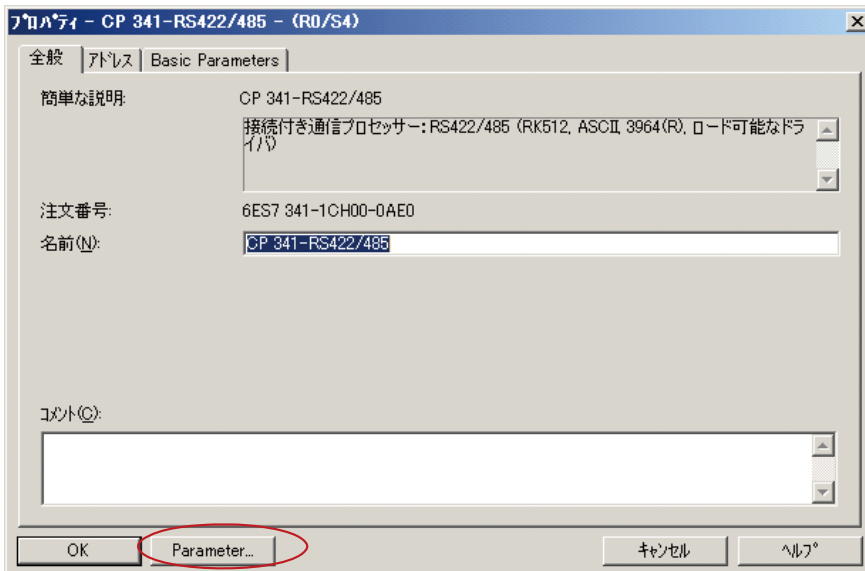 ﾌﾟﾛﾊﾟﾃｨ - CP 341-RS422/485 - (R0/S4)
全般 ｱﾄﾞﾚｽ Basic Parameters
簡単な説明: CP 341-RS422/485
接続付き通信プロセッサー: RS422/485 (RK512, ASCII, 3964(R), ロード可能なドラ
イバ)
注文番号: 6ES7 341-1CH00-0AE0
名前(N): CP 341-RS422/485
ｺﾒﾝﾄ(C):
OK Parameter... ｷｬﾝｾﾙ ﾍﾙﾌﾟ